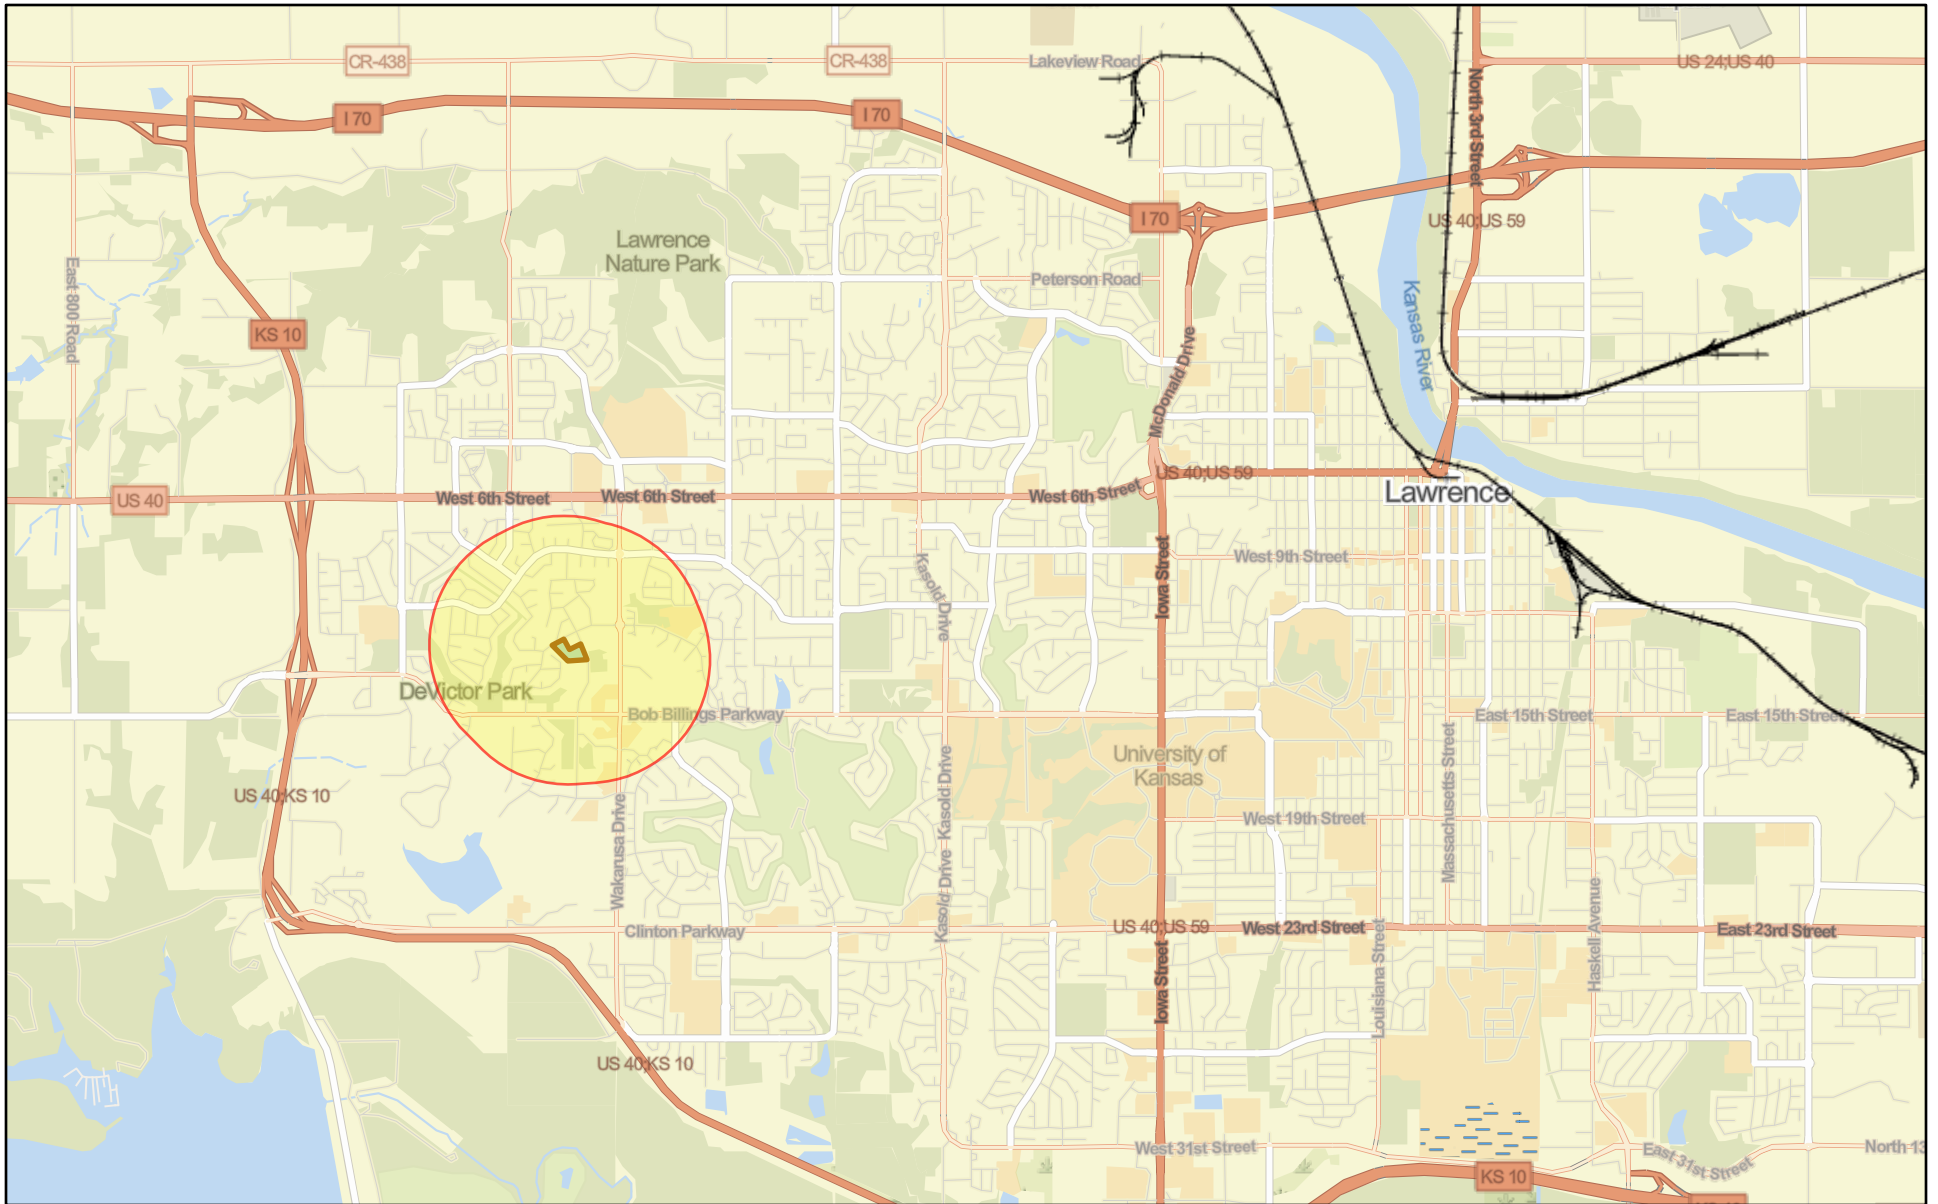 CR-438
CR-438
Lakeview Road
US 24;US 40
I 70
I 70
North 3rd Street
I 70
US 40;US 59
Lawrence
Nature Park
East 800 Road
Peterson Road
Kansas River
KS 10
McDonald Drive
US 40
West 6th Street
West 6th Street
West 6th Street
US 40;US 59
Lawrence
West 9th Street
Kasold Drive
Iowa Street
DeVictor Park
Bob Billings Parkway
East 15th Street
East 15th Street
University of
Kansas
Kasold Drive
Massachusetts Street
US 40;KS 10
West 19th Street
Wakarusa Drive
Kasold Drive
Haskell Avenue
Clinton Parkway
US 40;US 59
West 23rd Street
East 23rd Street
Louisiana Street
Iowa Street
US 40;KS 10
West 31st Street
East 31st Street
North 13
KS 10